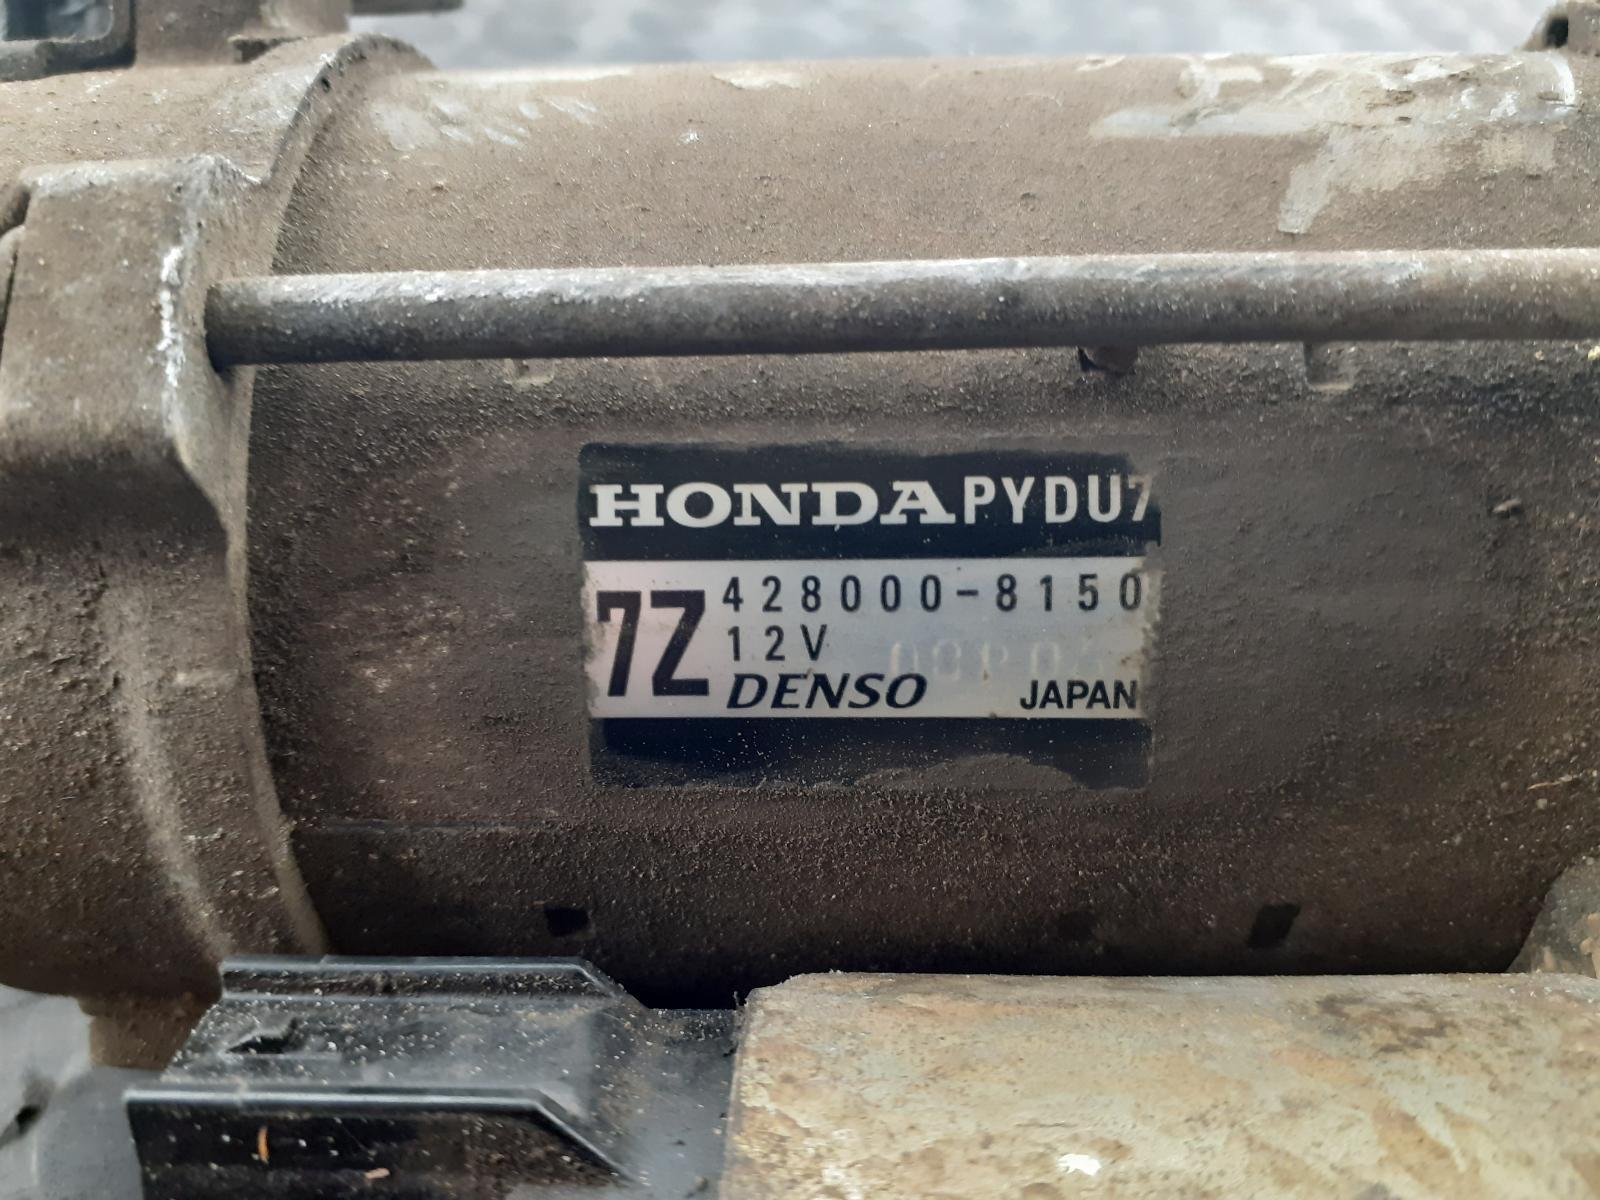 HONDA PYDU7
7Z
428000-8150
12V
DENSO JAPAN